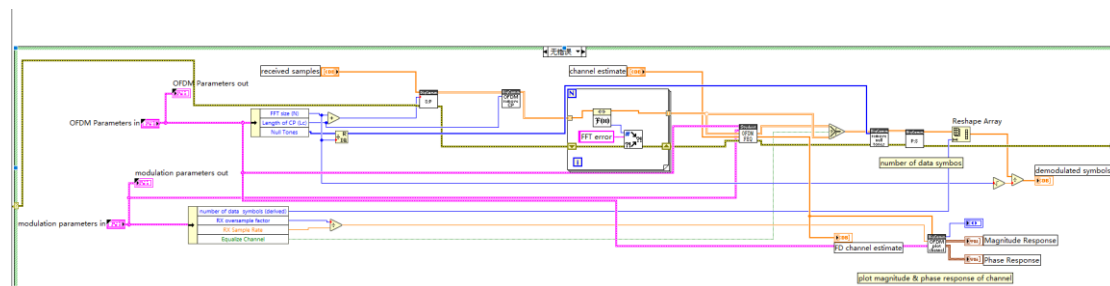 无错误
received samples
channel estimate
OFDM Parameters out
FFT size (N)
Length of CP (Lc)
Null Tones
OFDM Parameters in
N
F{X}
FFT error
i
S:P
P:S
Reshape Array
number of data symbos
demodulated symbols
modulation parameters out
modulation parameters in
number of data symbols (derived)
RX oversample factor
RX Sample Rate
Equalize Channel
FD channel estimate
Magnitude Response
Phase Response
plot magnitude & phase response of channel